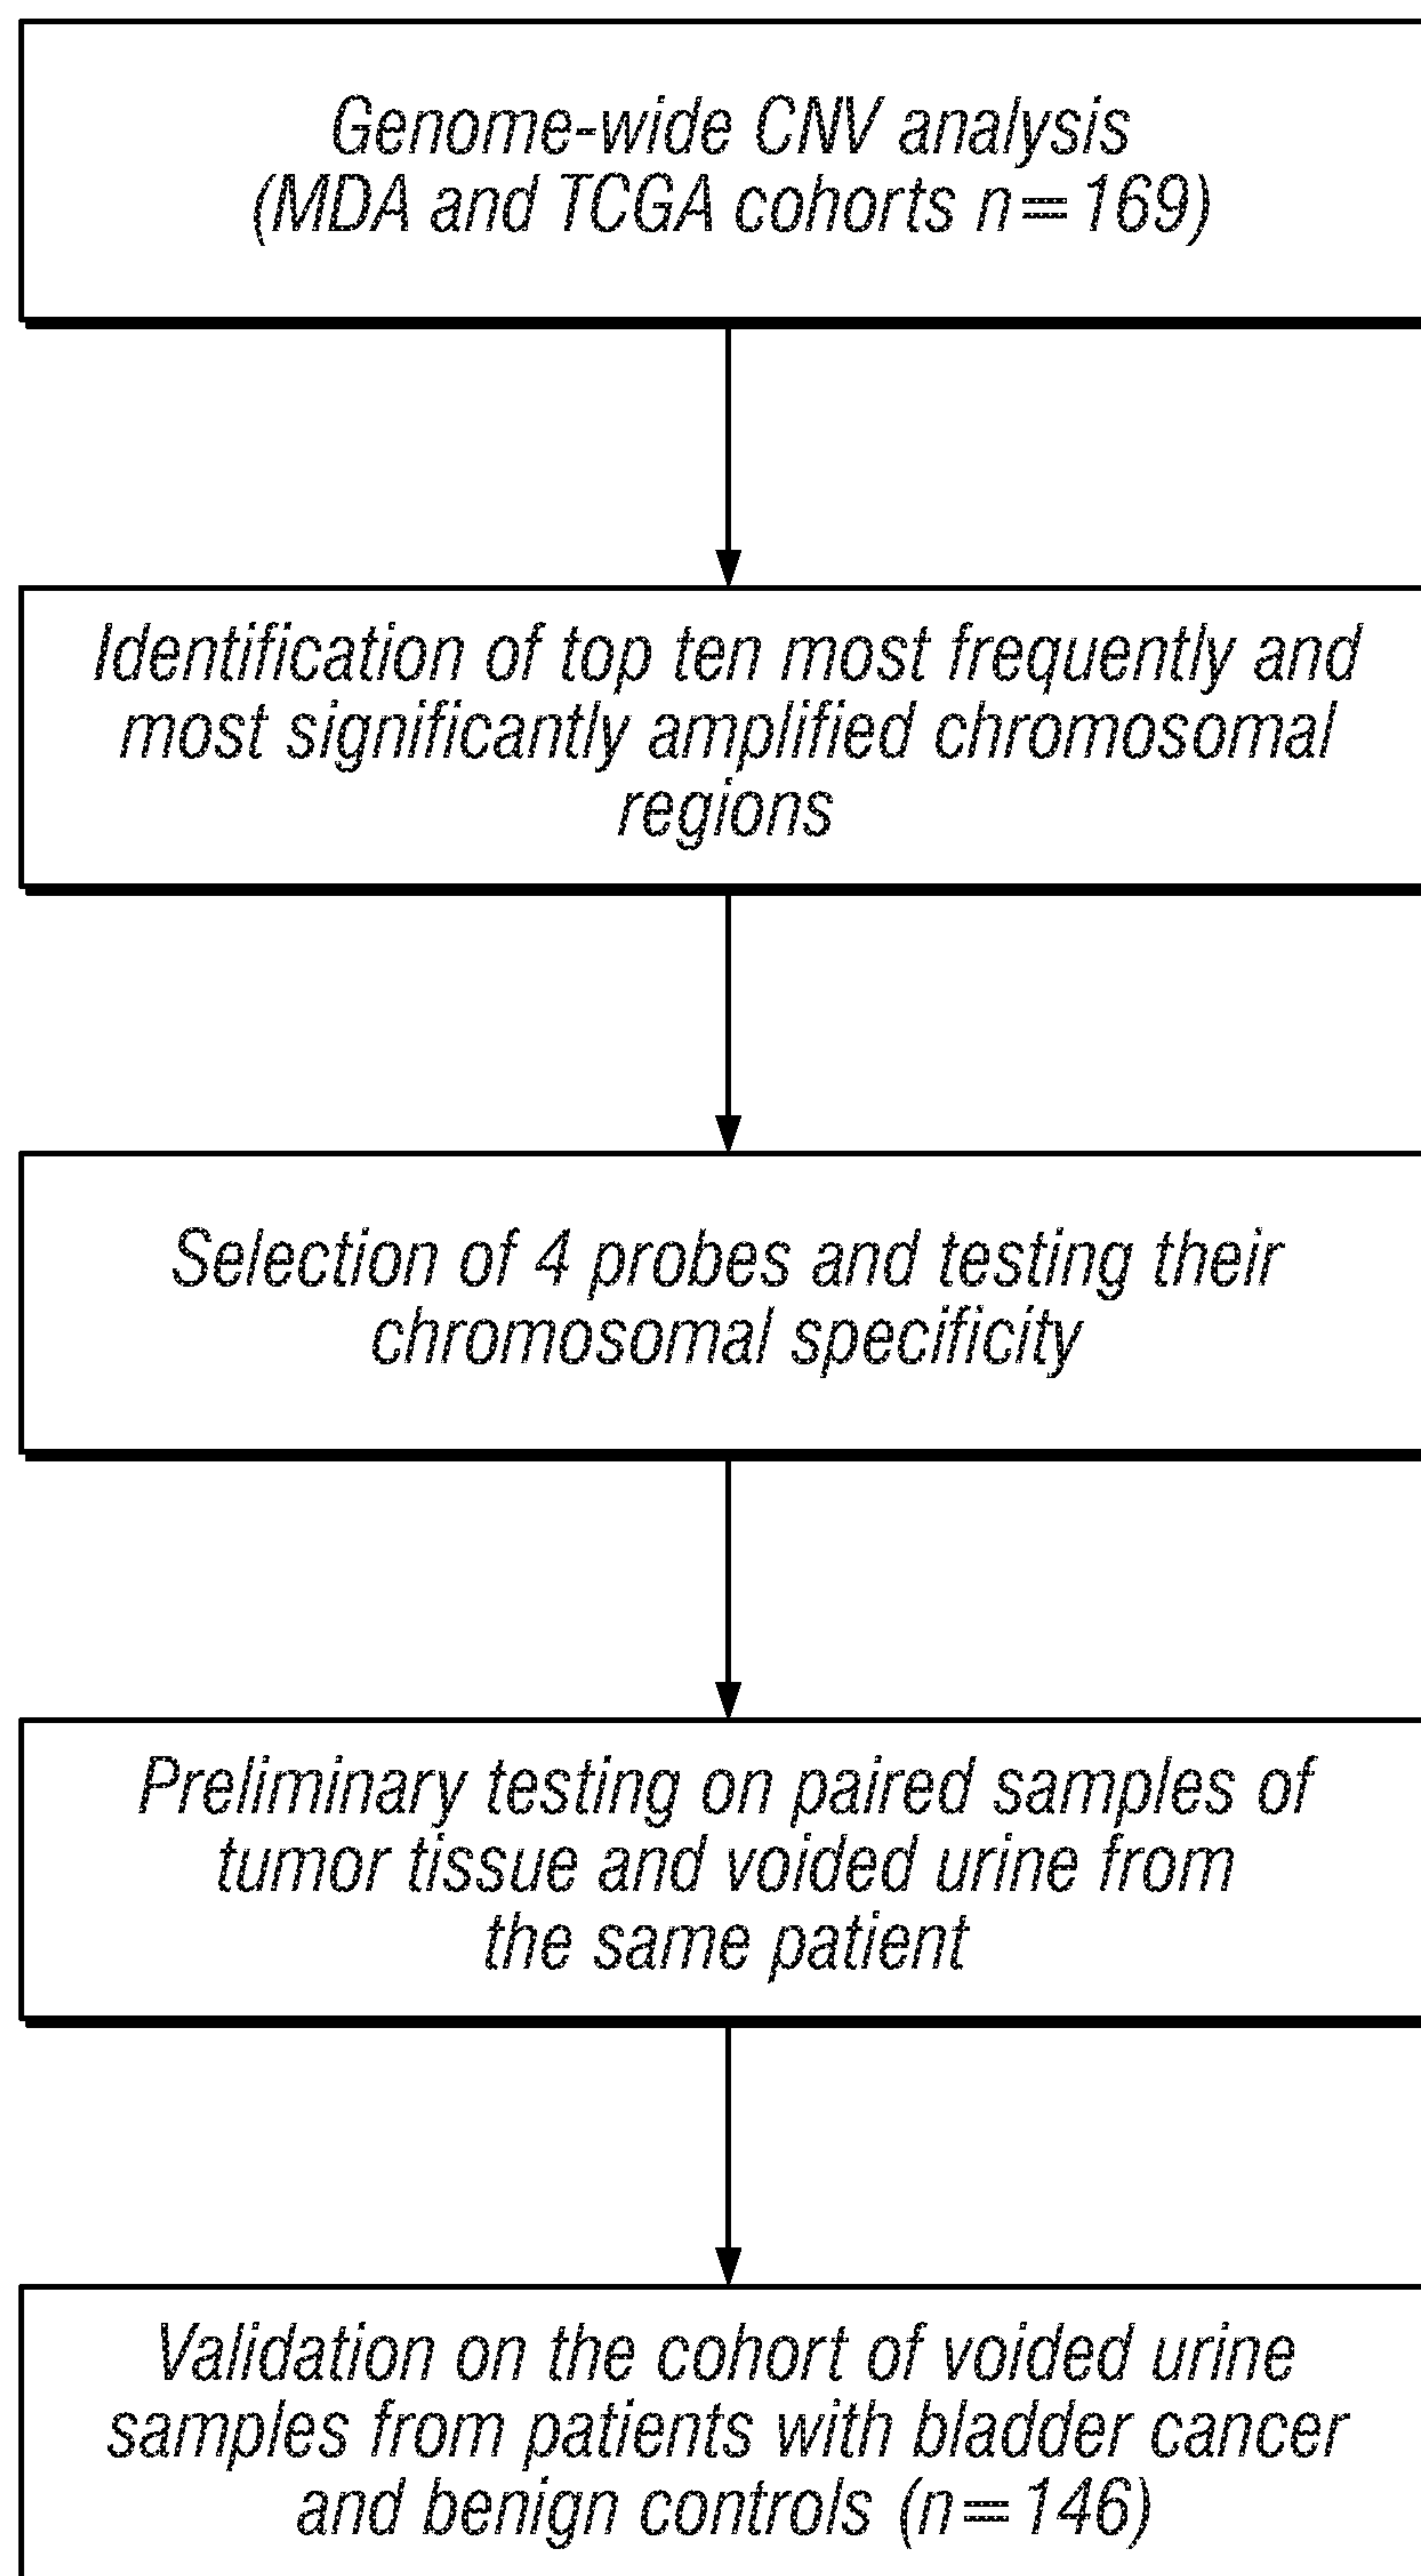 Genome-wide CNV analysis
(MDA and TCGA cohorts n=169)
Identification of top ten most frequently and
most significantly amplified chromosomal
regions
Selection of 4 probes and testing their
chromosomal specificity
Preliminary testing on paired samples of
tumor tissue and voided urine from
the same patient
Validation on the cohort of voided urine
samples from patients with bladder cancer
and benign controls (n=146)